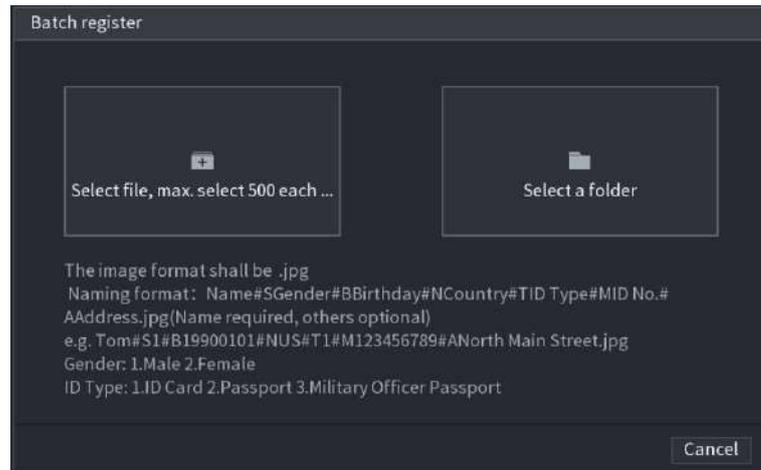 Batch register
Select file, max. select 500 each ...
Select a folder
The image format shall be .jpg
Naming format: Name#SGender#BBirthday#NCountry#TID Type#MID No.#
AAddress.jpg(Name required, others optional)
e.g. Tom#S1#B19900101#NUS#T1#M123456789#ANorth Main Street.jpg
Gender: 1.Male 2.Female
ID Type: 1.ID Card 2.Passport 3.Military Officer Passport
Cancel